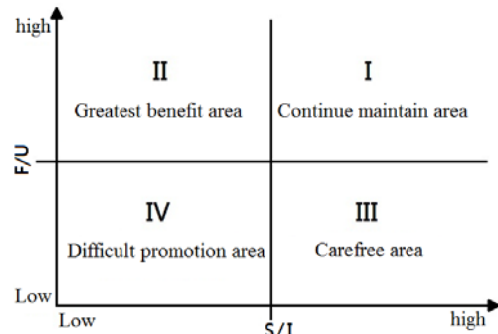 high
II
I
Greatest benefit area
Continue maintain area
F/U
IV
III
Difficult promotion area
Carefree area
Low
Low
high